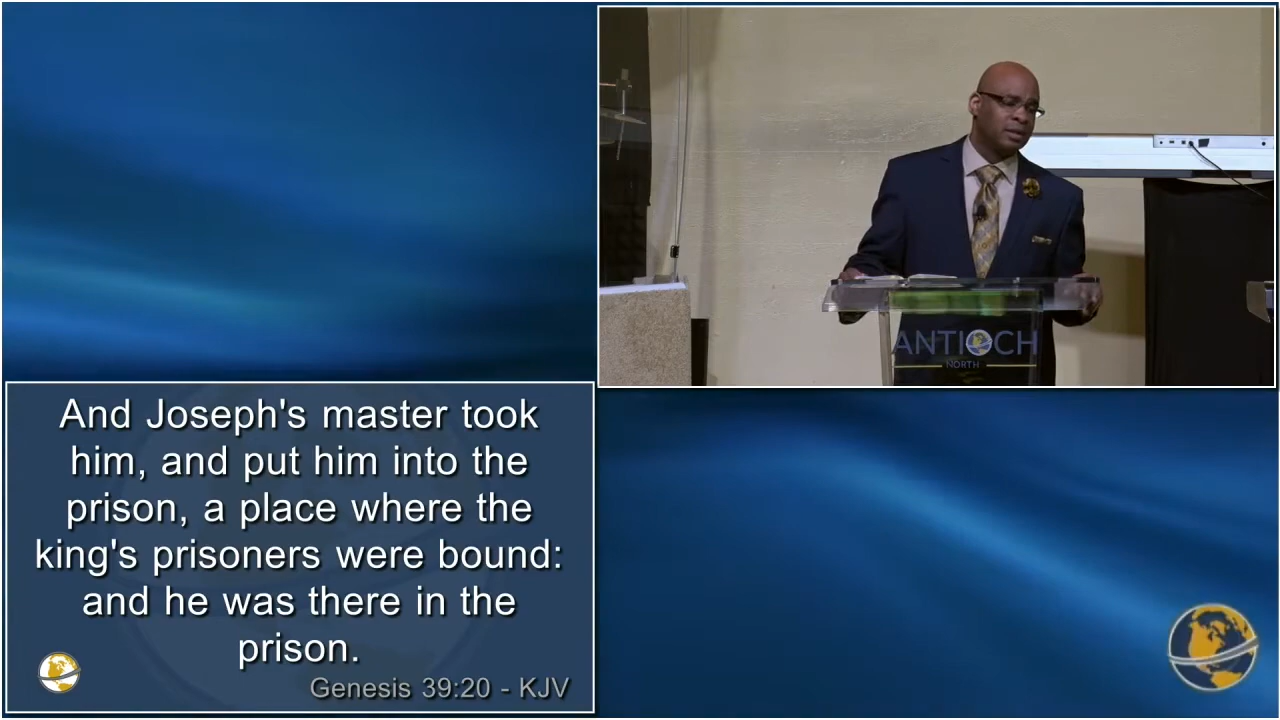 And Joseph's master took
him, and put him into the
prison, a place where the
king's prisoners were bound:
and he was there in the
prison.
Genesis 39:20 - KJV
ANTIOCH
NORTH